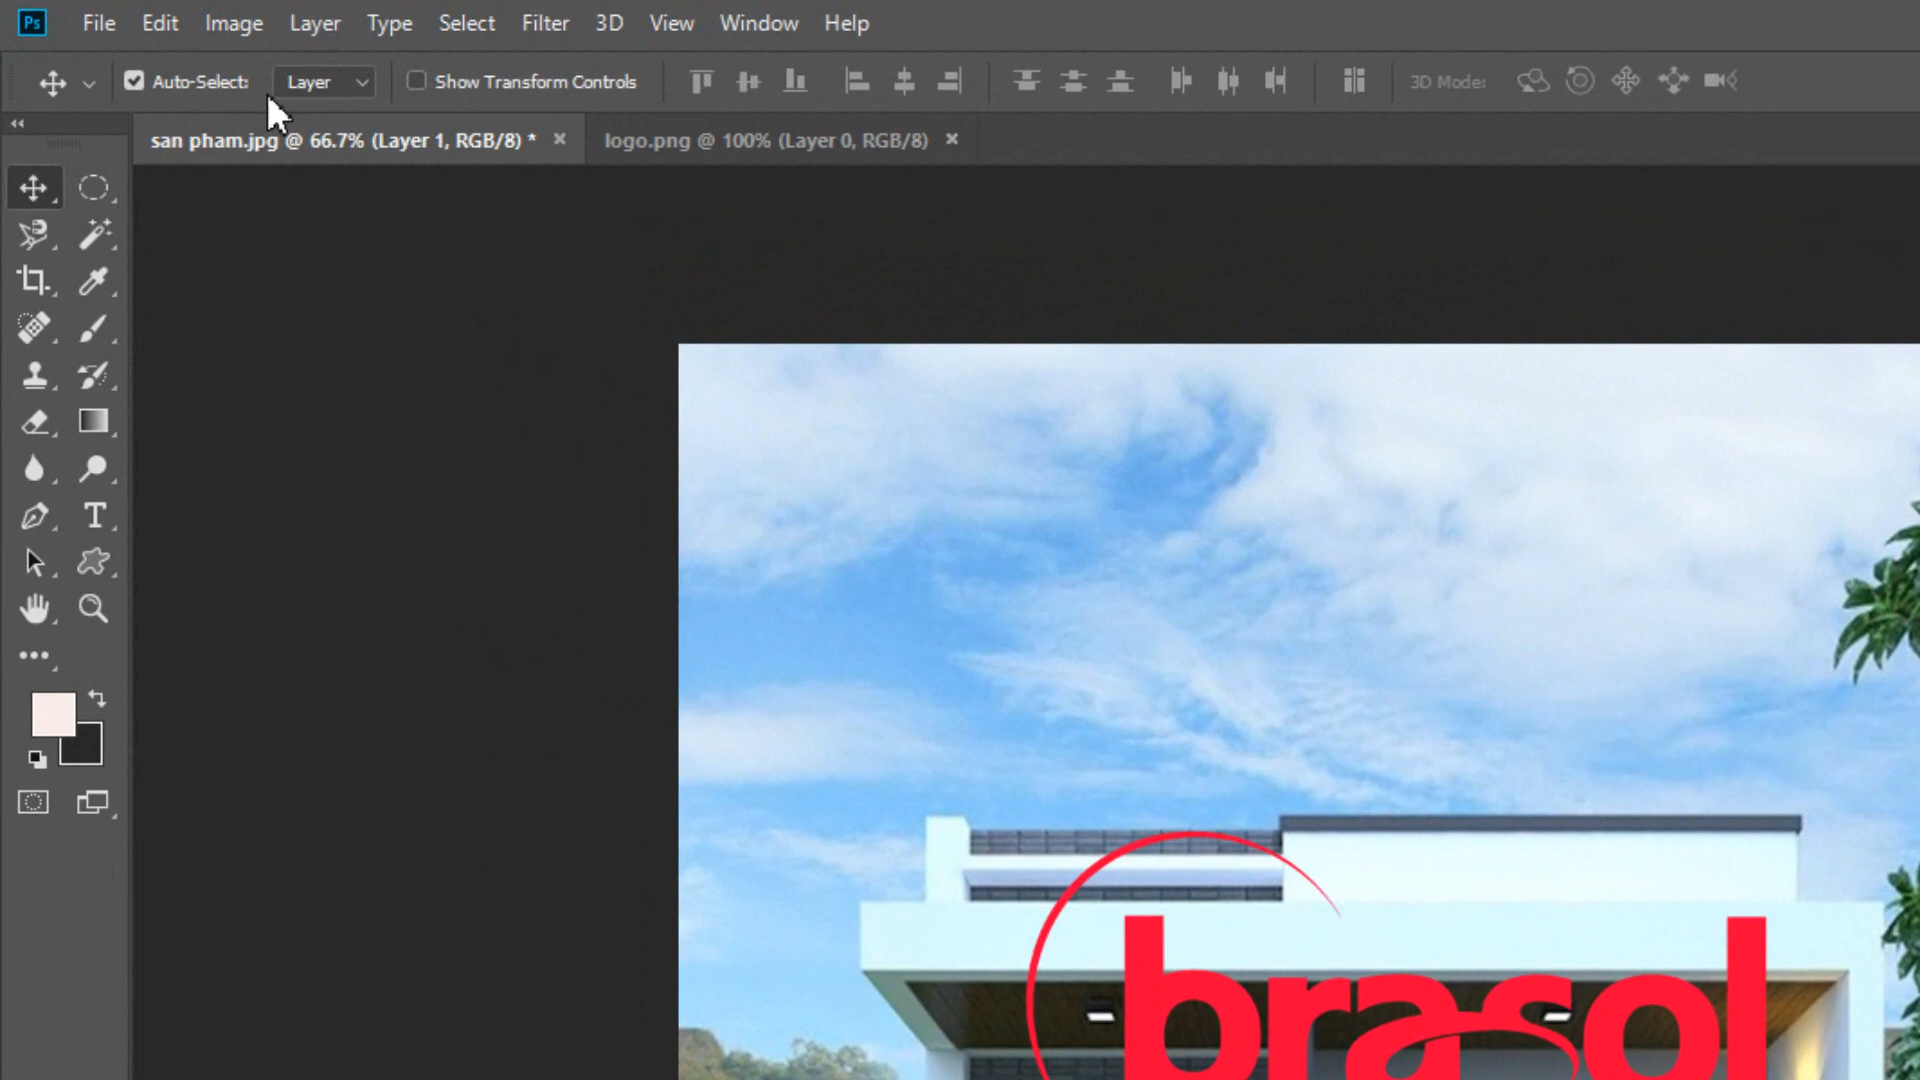 Ps File Edit Image Layer Type Select Filter 3D View Window Help
Auto-Select: Layer Show Transform Controls 3D Mode:
san pham.jpg @ 66.7% (Layer 1, RGB/8) * logo.png @ 100% (Layer 0, RGB/8)
brasol